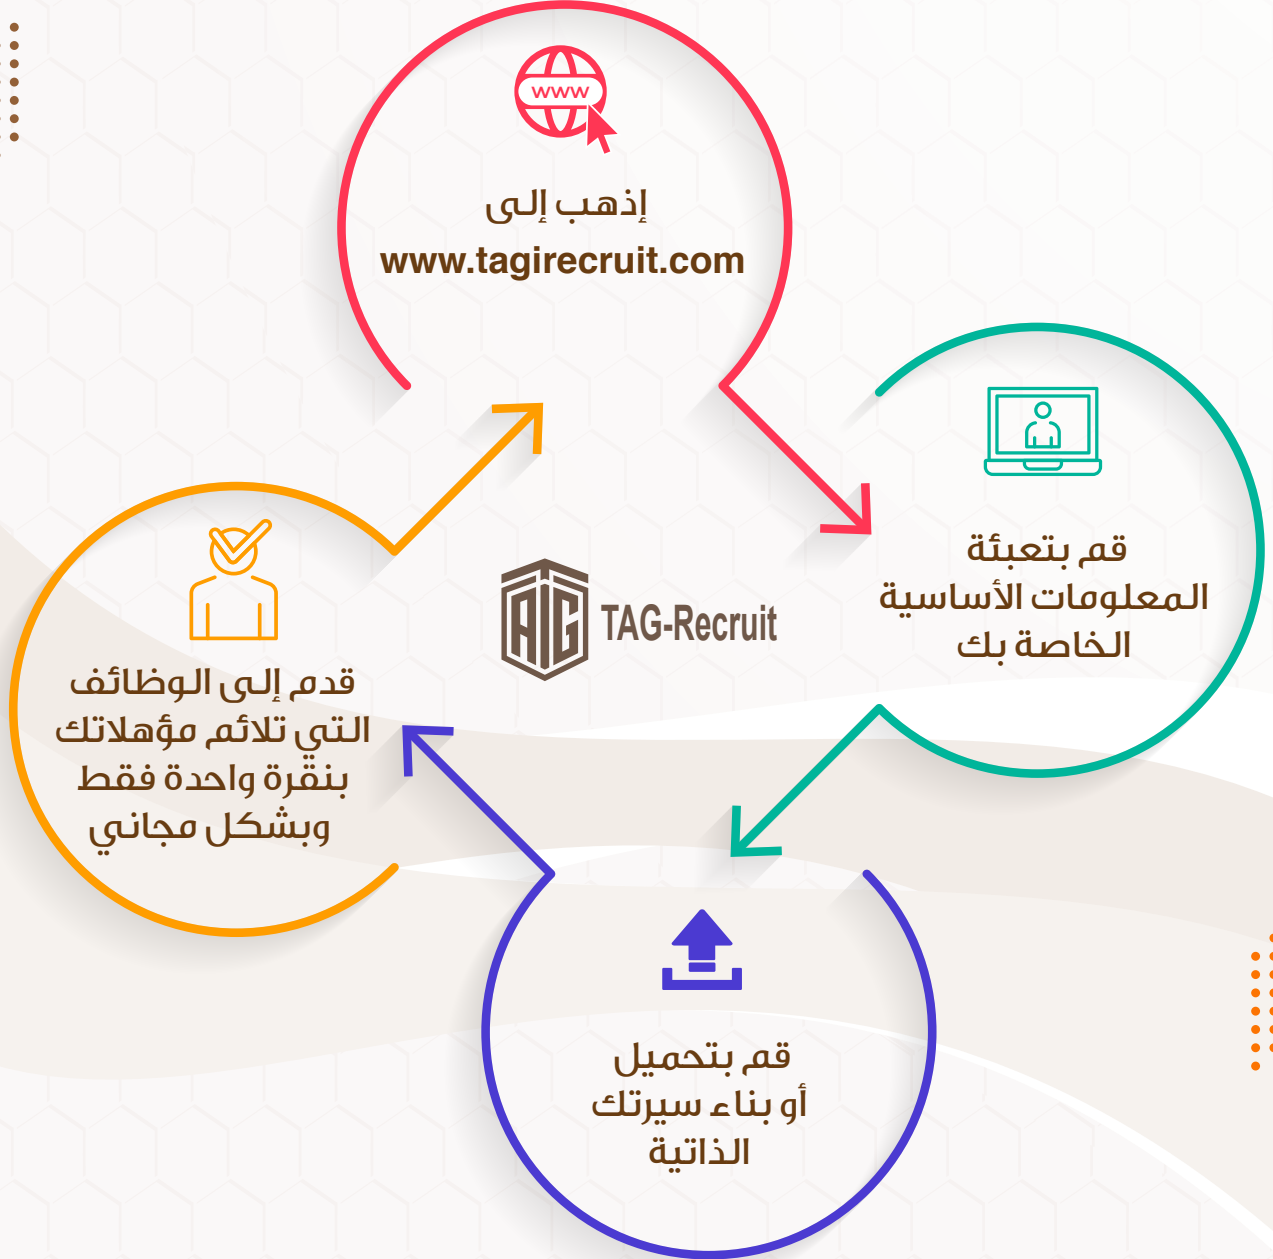 www
إذهب إلى
www.tagirecruit.com
قم بتعبئة
المعلومات الأساسية
الخاصة بك
قم بتحميل
أو بناء سيرتك
الذاتية
قدم إلى الوظائف
التي تلائم مؤهلاتك
بنقرة واحدة فقط
وبشكل مجاني
TAG
TAG-Recruit